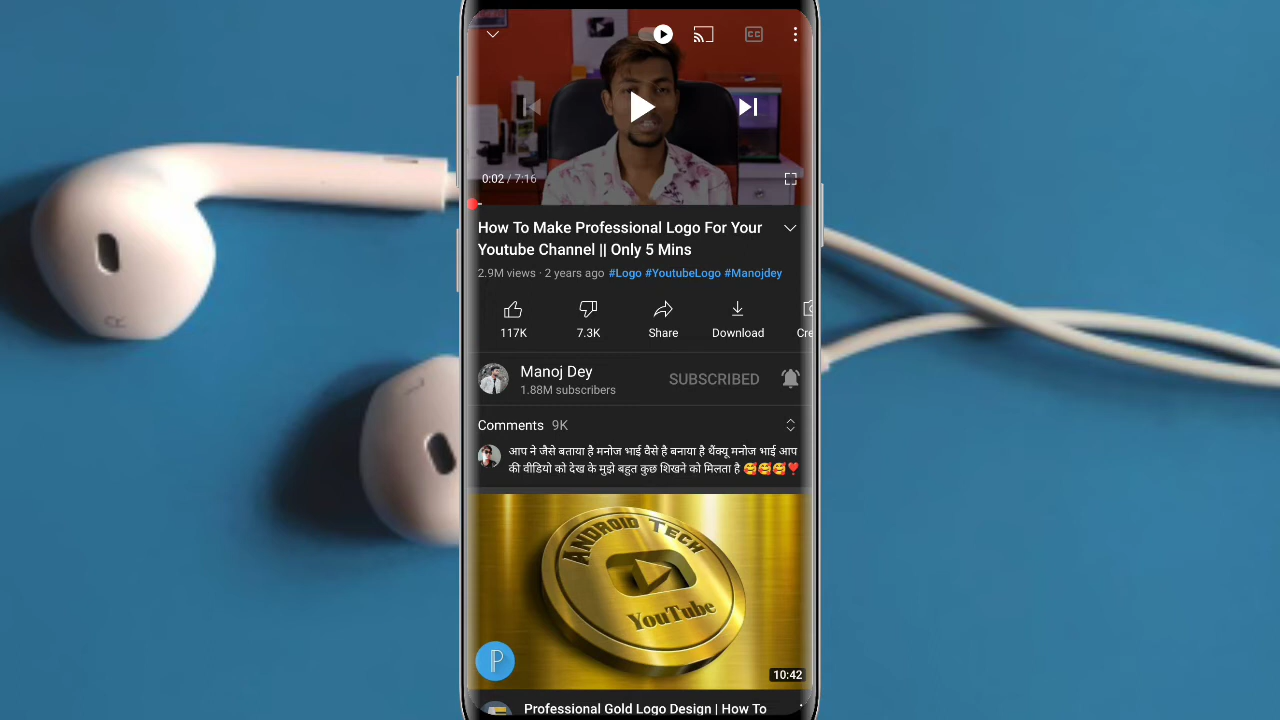 CC
0:02 / 7:16
How To Make Professional Logo For Your
Youtube Channel || Only 5 Mins
2.9M views · 2 years ago #Logo #YoutubeLogo #Manojdey
117K
7.3K
Share
Download
Cre
Manoj Dey
1.88M subscribers
SUBSCRIBED
Comments 9K
आप ने जैसे बताया है मनोज भाई वैसे है बनाया है थैंक्यू मनोज भाई आप
की वीडियो को देख के मुझे बहुत कुछ शिखने को मिलता है 🥰🥰🥰❣️
ANDROID TECH
YouTube
P
10:42
Professional Gold Logo Design | How To
R
L